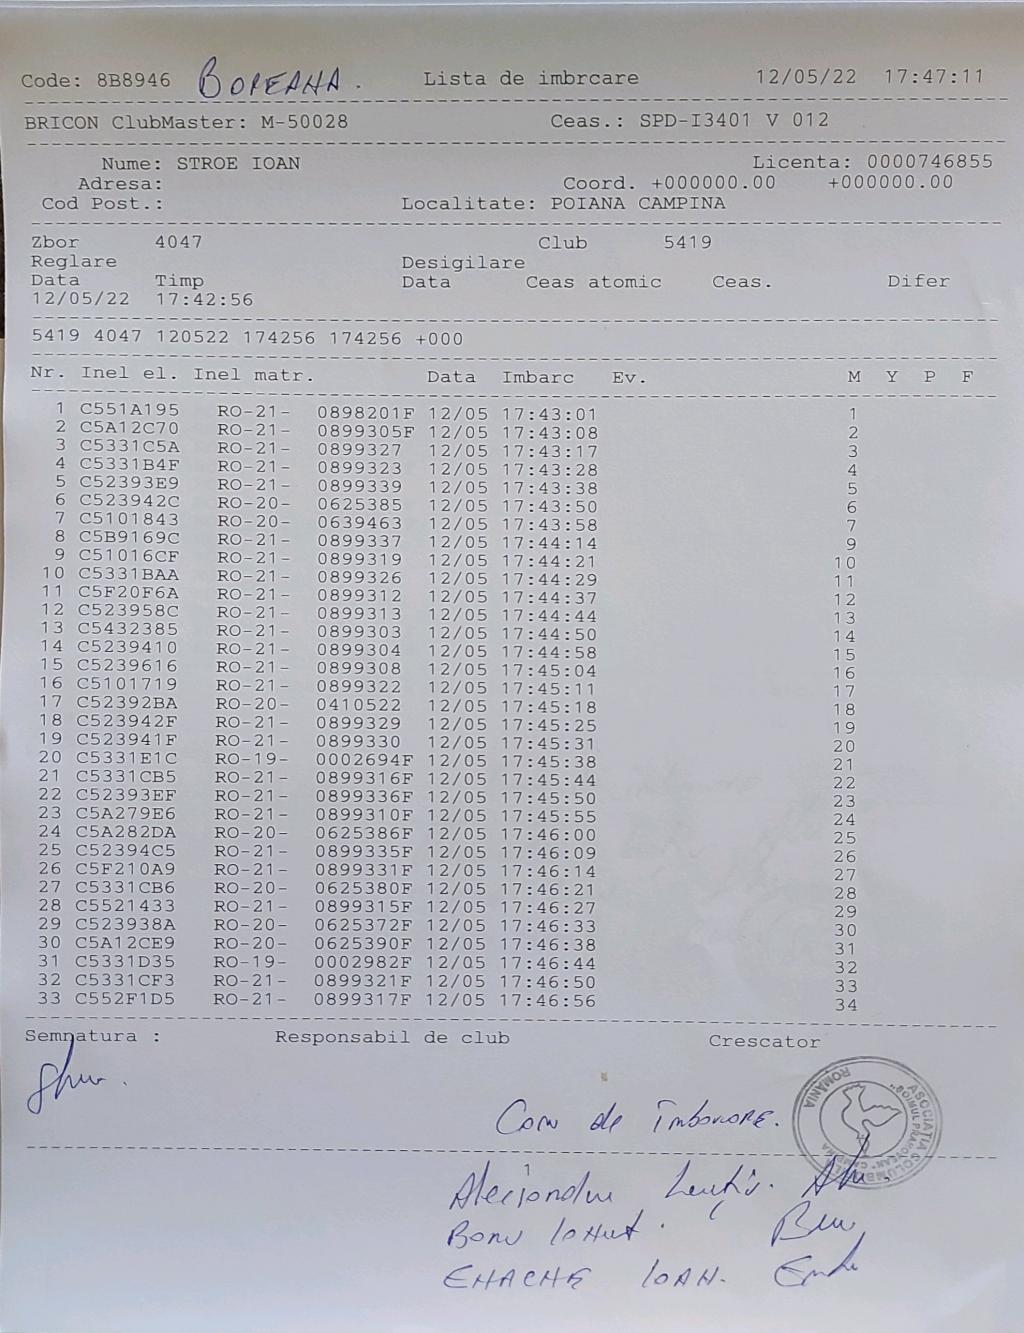 Code: 8B8946 BOPEANA. Lista de imbrcare 12/05/22 17:47:11
BRICON ClubMaster: M-50028 Ceas.: SPD-I3401 V 012
Nume: STROE IOAN Licenta: 0000746855
Adresa: Coord. +000000.00 +000000.00
Cod Post.: Localitate: POIANA CAMPINA
Zbor 4047 Club 5419
Reglare Desigilare
Data Timp Data Ceas atomic Ceas. Difer
12/05/22 17:42:56
5419 4047 120522 174256 174256 +000
Nr. Inel el. Inel matr. Data Imbarc Ev. M Y P F
1 C551A195 RO-21- 0898201F 12/05 17:43:01 1
2 C5A12C70 RO-21- 0899305F 12/05 17:43:08 2
3 C5331C5A RO-21- 0899327 12/05 17:43:17 3
4 C5331B4F RO-21- 0899323 12/05 17:43:28 4
5 C52393E9 RO-21- 0899339 12/05 17:43:38 5
6 C523942C RO-20- 0625385 12/05 17:43:50 6
7 C5101843 RO-20- 0639463 12/05 17:43:58 7
8 C5B9169C RO-21- 0899337 12/05 17:44:14 9
9 C51016CF RO-21- 0899319 12/05 17:44:21 10
10 C5331BAA RO-21- 0899326 12/05 17:44:29 11
11 C5F20F6A RO-21- 0899312 12/05 17:44:37 12
12 C523958C RO-21- 0899313 12/05 17:44:44 13
13 C5432385 RO-21- 0899303 12/05 17:44:50 14
14 C5239410 RO-21- 0899304 12/05 17:44:58 15
15 C5239616 RO-21- 0899308 12/05 17:45:04 16
16 C5101719 RO-21- 0899322 12/05 17:45:11 17
17 C52392BA RO-20- 0410522 12/05 17:45:18 18
18 C523942F RO-21- 0899329 12/05 17:45:25 19
19 C523941F RO-21- 0899330 12/05 17:45:31 20
20 C5331E1C RO-19- 0002694F 12/05 17:45:38 21
21 C5331CB5 RO-21- 0899316F 12/05 17:45:44 22
22 C52393EF RO-21- 0899336F 12/05 17:45:50 23
23 C5A279E6 RO-21- 0899310F 12/05 17:45:55 24
24 C5A282DA RO-20- 0625386F 12/05 17:46:00 25
25 C52394C5 RO-21- 0899335F 12/05 17:46:09 26
26 C5F210A9 RO-21- 0899331F 12/05 17:46:14 27
27 C5331CB6 RO-20- 0625380F 12/05 17:46:21 28
28 C5521433 RO-21- 0899315F 12/05 17:46:27 29
29 C523938A RO-20- 0625372F 12/05 17:46:33 30
30 C5A12CE9 RO-20- 0625390F 12/05 17:46:38 31
31 C5331D35 RO-19- 0002982F 12/05 17:46:44 32
32 C5331CF3 RO-21- 0899321F 12/05 17:46:50 33
33 C552F1D5 RO-21- 0899317F 12/05 17:46:56 34
Semnatura : Responsabil de club Crescator
ROMÂNIA
ASOCIAȚIA COLUMBOFILĂ
"ȘOIMUL PRAHOVEAN" CÂMPINA
de
1
Bonu Ionut.
ENACHE IOAN.